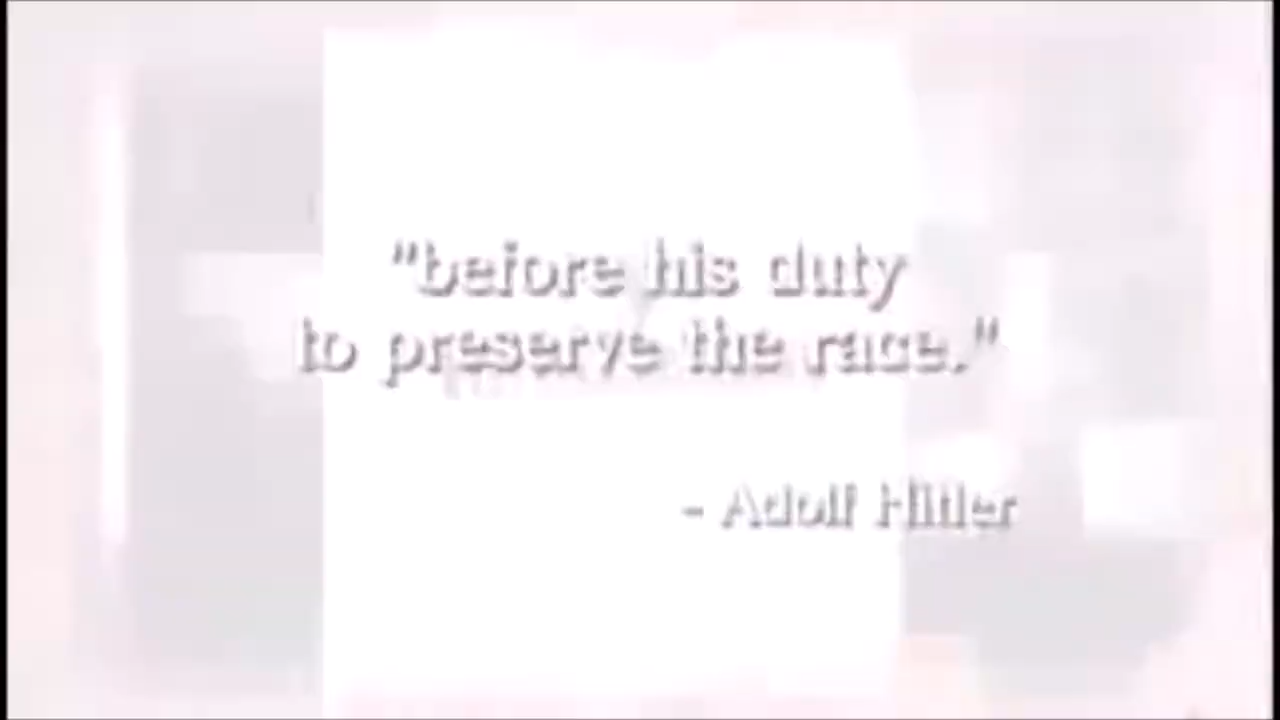 "before his duty
to preserve the race."
- Adolf Hitler